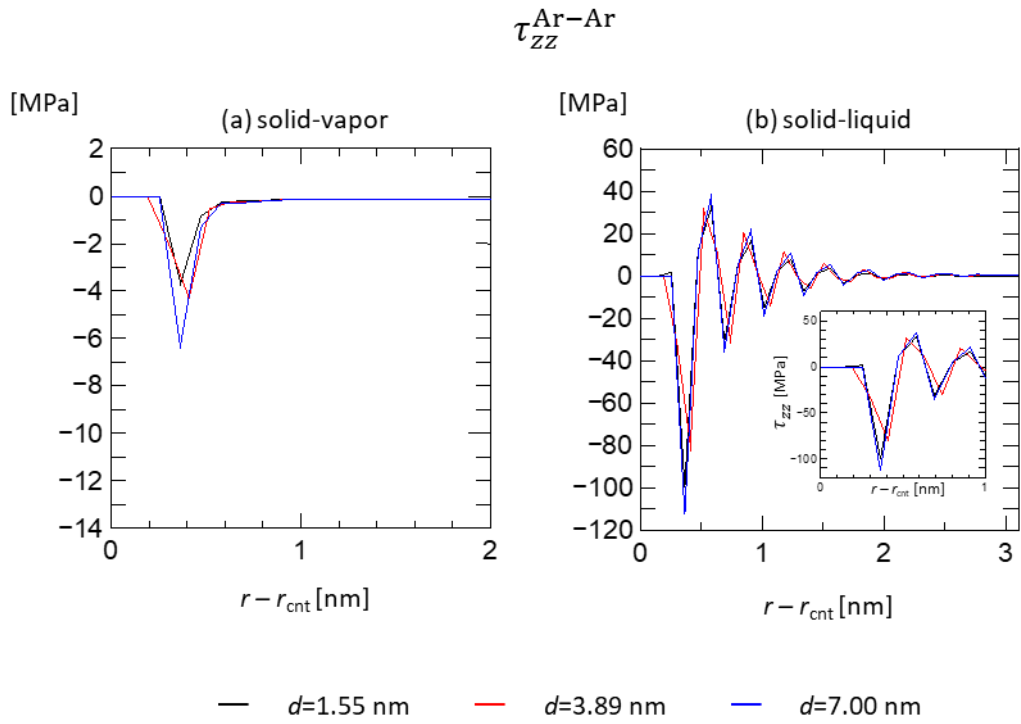 τ_zz^Ar−Ar
[MPa]
(a) solid-vapor
2
0
−2
−4
−6
−8
−10
−12
−14
0 1 2
r – r_cnt [nm]
[MPa]
(b) solid-liquid
60
40
20
0
−20
−40
−60
−80
−100
−120
0 1 2 3
r – r_cnt [nm]
τ_zz [MPa]
50
0
−50
−100
0 1
r – r_cnt [nm]
d=1.55 nm d=3.89 nm d=7.00 nm